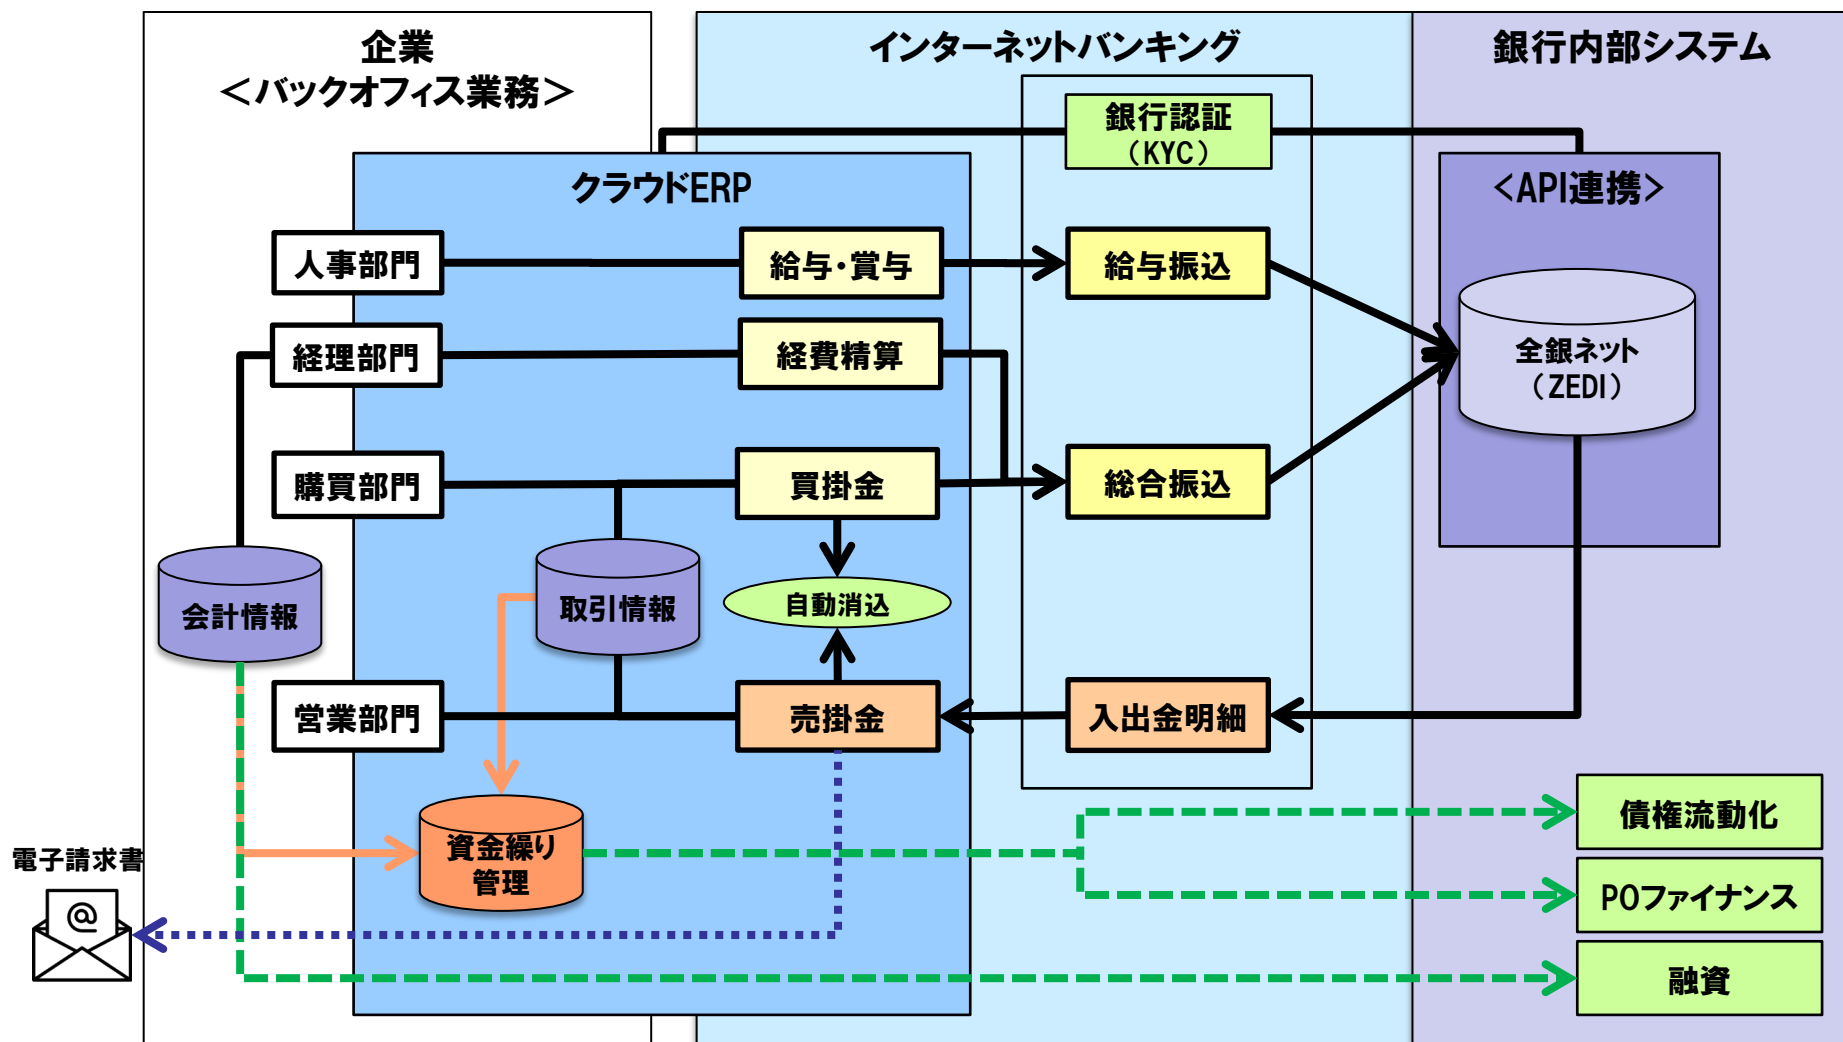 企業
＜バックオフィス業務＞
インターネットバンキング
銀行内部システム
銀行認証
（KYC）
クラウドERP
＜API連携＞
人事部門
給与・賞与
給与振込
経理部門
経費精算
全銀ネット
（ZEDI）
購買部門
買掛金
総合振込
会計情報
取引情報
自動消込
営業部門
売掛金
入出金明細
資金繰り
管理
債権流動化
電子請求書
@
POファイナンス
融資